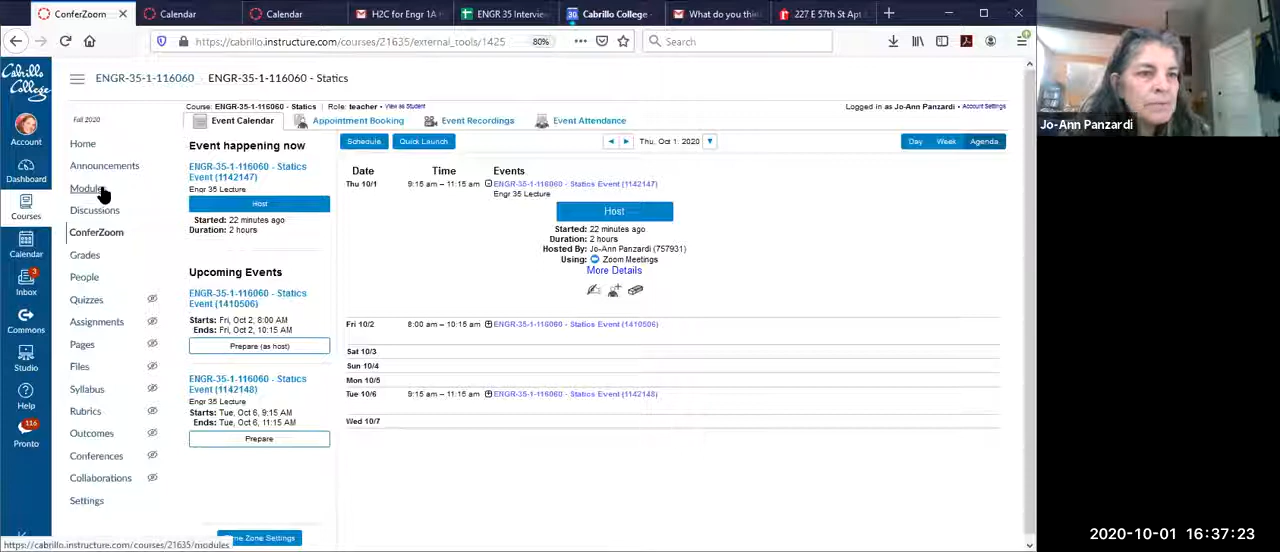 ConferZoom
Calendar
Calendar
H2C for Engr 1A H
ENGR 35 Interview
Cabrillo College -
What do you thin
227 E 57th St Apt
https://cabrillo.instructure.com/courses/21635/external_tools/1425
80%
Search
Cabrillo College
Account
Dashboard
Courses
Calendar
3
Inbox
Commons
Studio
Help
116
Pronto
ENGR-35-1-116060 › ENGR-35-1-116060 - Statics
Fall 2020
Home
Announcements
Modules
Discussions
ConferZoom
Grades
People
Quizzes
Assignments
Pages
Files
Syllabus
Rubrics
Outcomes
Conferences
Collaborations
Settings
Course: ENGR-35-1-116060 - Statics | Role: teacher • View as Student
Logged in as Jo-Ann Panzardi • Account Settings
Event Calendar
Appointment Booking
Event Recordings
Event Attendance
Event happening now
ENGR-35-1-116060 - Statics
Event (1142147)
Engr 35 Lecture
Host
Started: 22 minutes ago
Duration: 2 hours
Upcoming Events
ENGR-35-1-116060 - Statics
Event (1410506)
Starts: Fri, Oct 2, 8:00 AM
Ends: Fri, Oct 2, 10:15 AM
Prepare (as host)
ENGR-35-1-116060 - Statics
Event (1142148)
Engr 35 Lecture
Starts: Tue, Oct 6, 9:15 AM
Ends: Tue, Oct 6, 11:15 AM
Prepare
Zone Settings
Schedule
Quick Launch
Thu, Oct 1, 2020
Day
Week
Agenda
Date Time Events
Thu 10/1 9:15 am – 11:15 am ENGR-35-1-116060 - Statics Event (1142147)
Engr 35 Lecture
Host
Started: 22 minutes ago
Duration: 2 hours
Hosted By: Jo-Ann Panzardi (757931)
Using: Zoom Meetings
More Details
Fri 10/2 8:00 am – 10:15 am ENGR-35-1-116060 - Statics Event (1410506)
Sat 10/3
Sun 10/4
Mon 10/5
Tue 10/6 9:15 am – 11:15 am ENGR-35-1-116060 - Statics Event (1142148)
Wed 10/7
https://cabrillo.instructure.com/courses/21635/modules
Jo-Ann Panzardi
2020-10-01 16:37:23